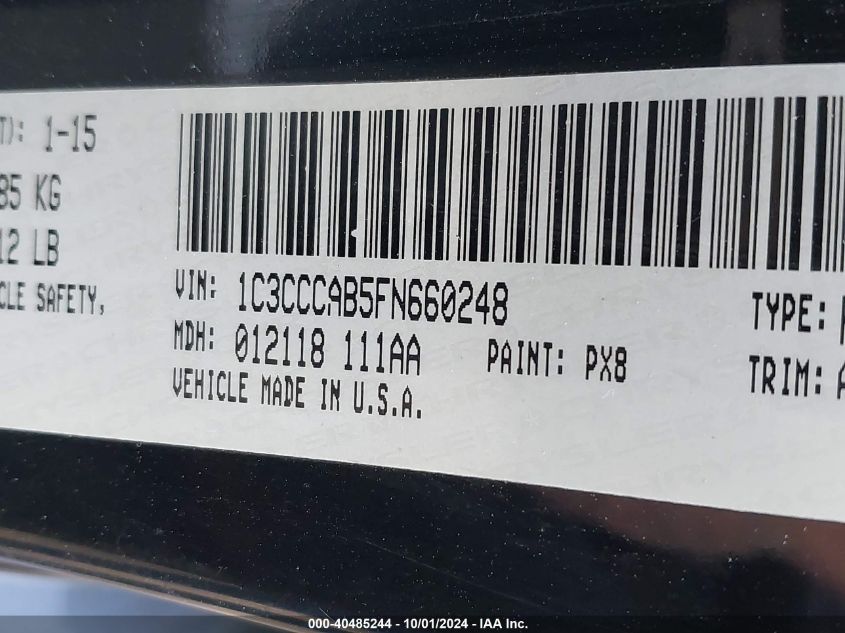 T): 1-15
85 KG
12 LB
CLE SAFETY,
VIN: 1C3CCCAB5FN660248
TYPE:
MDH: 012118 111AA
PAINT: PX8
TRIM: A
VEHICLE MADE IN U.S.A.
000-40485244 - 10/01/2024 - IAA Inc.